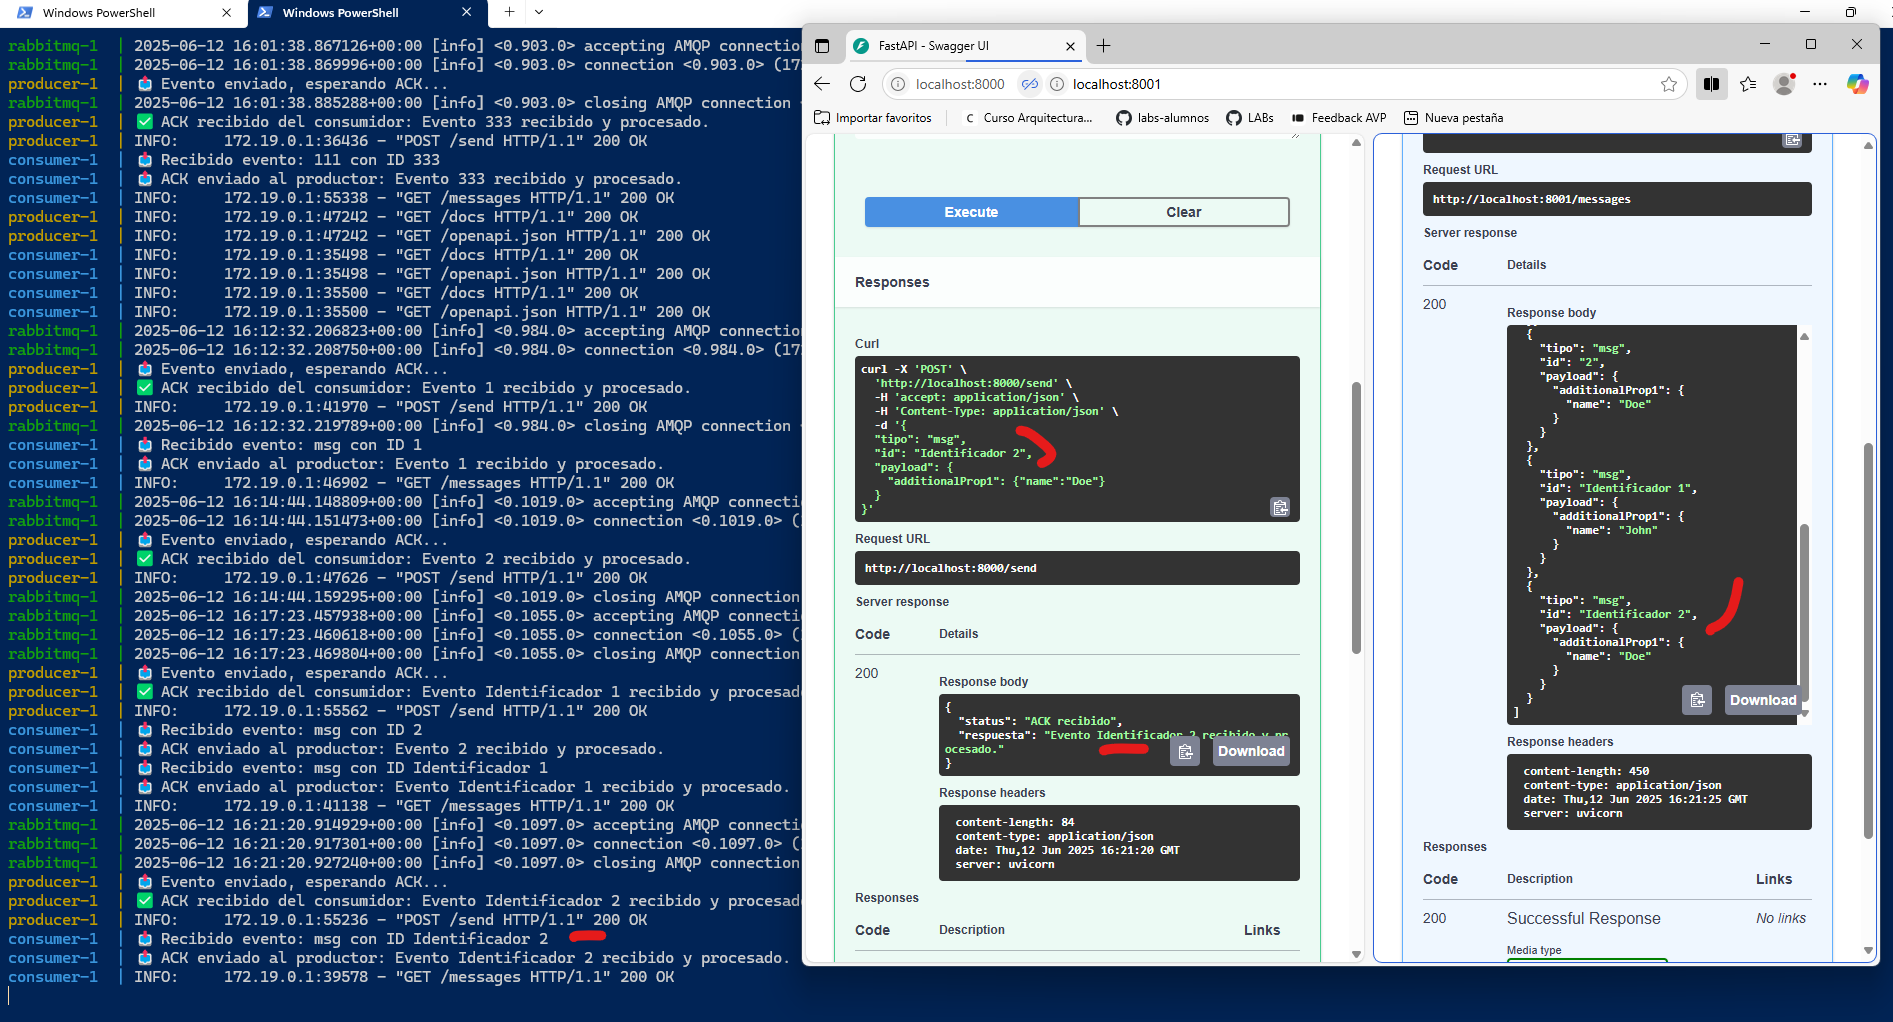 Windows PowerShell
Windows PowerShell
rabbitmq-1 | 2025-06-12 16:01:38.867126+00:00 [info] <0.903.0> accepting AMQP connectio
rabbitmq-1 | 2025-06-12 16:01:38.869996+00:00 [info] <0.903.0> connection <0.903.0> (17
producer-1 | Evento enviado, esperando ACK...
rabbitmq-1 | 2025-06-12 16:01:38.885288+00:00 [info] <0.903.0> closing AMQP connection
producer-1 | ✅ ACK recibido del consumidor: Evento 333 recibido y procesado.
producer-1 | INFO: 172.19.0.1:36436 - "POST /send HTTP/1.1" 200 OK
consumer-1 | Recibido evento: 111 con ID 333
consumer-1 | ACK enviado al productor: Evento 333 recibido y procesado.
consumer-1 | INFO: 172.19.0.1:55338 - "GET /messages HTTP/1.1" 200 OK
producer-1 | INFO: 172.19.0.1:47242 - "GET /docs HTTP/1.1" 200 OK
producer-1 | INFO: 172.19.0.1:47242 - "GET /openapi.json HTTP/1.1" 200 OK
consumer-1 | INFO: 172.19.0.1:35498 - "GET /docs HTTP/1.1" 200 OK
consumer-1 | INFO: 172.19.0.1:35498 - "GET /openapi.json HTTP/1.1" 200 OK
consumer-1 | INFO: 172.19.0.1:35500 - "GET /docs HTTP/1.1" 200 OK
consumer-1 | INFO: 172.19.0.1:35500 - "GET /openapi.json HTTP/1.1" 200 OK
rabbitmq-1 | 2025-06-12 16:12:32.206823+00:00 [info] <0.984.0> accepting AMQP connectio
rabbitmq-1 | 2025-06-12 16:12:32.208750+00:00 [info] <0.984.0> connection <0.984.0> (17
producer-1 | Evento enviado, esperando ACK...
producer-1 | ✅ ACK recibido del consumidor: Evento 1 recibido y procesado.
producer-1 | INFO: 172.19.0.1:41970 - "POST /send HTTP/1.1" 200 OK
rabbitmq-1 | 2025-06-12 16:12:32.219789+00:00 [info] <0.984.0> closing AMQP connection
consumer-1 | Recibido evento: msg con ID 1
consumer-1 | ACK enviado al productor: Evento 1 recibido y procesado.
consumer-1 | INFO: 172.19.0.1:46902 - "GET /messages HTTP/1.1" 200 OK
rabbitmq-1 | 2025-06-12 16:14:44.148809+00:00 [info] <0.1019.0> accepting AMQP connecti
rabbitmq-1 | 2025-06-12 16:14:44.151473+00:00 [info] <0.1019.0> connection <0.1019.0> (
producer-1 | Evento enviado, esperando ACK...
producer-1 | ✅ ACK recibido del consumidor: Evento 2 recibido y procesado.
producer-1 | INFO: 172.19.0.1:47626 - "POST /send HTTP/1.1" 200 OK
rabbitmq-1 | 2025-06-12 16:14:44.159295+00:00 [info] <0.1019.0> closing AMQP connection
rabbitmq-1 | 2025-06-12 16:17:23.457938+00:00 [info] <0.1055.0> accepting AMQP connecti
rabbitmq-1 | 2025-06-12 16:17:23.460618+00:00 [info] <0.1055.0> connection <0.1055.0> (
rabbitmq-1 | 2025-06-12 16:17:23.469804+00:00 [info] <0.1055.0> closing AMQP connection
producer-1 | Evento enviado, esperando ACK...
producer-1 | ✅ ACK recibido del consumidor: Evento Identificador 1 recibido y procesad
producer-1 | INFO: 172.19.0.1:55562 - "POST /send HTTP/1.1" 200 OK
consumer-1 | Recibido evento: msg con ID 2
consumer-1 | ACK enviado al productor: Evento 2 recibido y procesado.
consumer-1 | Recibido evento: msg con ID Identificador 1
consumer-1 | ACK enviado al productor: Evento Identificador 1 recibido y procesado.
consumer-1 | INFO: 172.19.0.1:41138 - "GET /messages HTTP/1.1" 200 OK
rabbitmq-1 | 2025-06-12 16:21:20.914929+00:00 [info] <0.1097.0> accepting AMQP connecti
rabbitmq-1 | 2025-06-12 16:21:20.917301+00:00 [info] <0.1097.0> connection <0.1097.0> (
rabbitmq-1 | 2025-06-12 16:21:20.927240+00:00 [info] <0.1097.0> closing AMQP connection
producer-1 | Evento enviado, esperando ACK...
producer-1 | ✅ ACK recibido del consumidor: Evento Identificador 2 recibido y procesad
producer-1 | INFO: 172.19.0.1:55236 - "POST /send HTTP/1.1" 200 OK
consumer-1 | Recibido evento: msg con ID Identificador 2
consumer-1 | ACK enviado al productor: Evento Identificador 2 recibido y procesado.
consumer-1 | INFO: 172.19.0.1:39578 - "GET /messages HTTP/1.1" 200 OK
FastAPI - Swagger UI
localhost:8000
localhost:8001
Importar favoritos
C Curso Arquitectura...
labs-alumnos
LABs
Feedback AVP
Nueva pestaña
Execute
Clear
Responses
Curl
curl -X 'POST' \
'http://localhost:8000/send' \
-H 'accept: application/json' \
-H 'Content-Type: application/json' \
-d '{
"tipo": "msg",
"id": "Identificador 2",
"payload": {
"additionalProp1": {"name":"Doe"}
}
}'
Request URL
http://localhost:8000/send
Server response
Code Details
200
Response body
{
"status": "ACK recibido",
"respuesta": "Evento Identificador 2 recibido y pr
ocesado."
}
Download
Response headers
content-length: 84
content-type: application/json
date: Thu,12 Jun 2025 16:21:20 GMT
server: uvicorn
Responses
Code Description Links
Request URL
http://localhost:8001/messages
Server response
Code Details
200
Response body
{
"tipo": "msg",
"id": "2",
"payload": {
"additionalProp1": {
"name": "Doe"
}
}
},
{
"tipo": "msg",
"id": "Identificador 1",
"payload": {
"additionalProp1": {
"name": "John"
}
}
},
{
"tipo": "msg",
"id": "Identificador 2",
"payload": {
"additionalProp1": {
"name": "Doe"
}
}
}
]
Download
Response headers
content-length: 450
content-type: application/json
date: Thu,12 Jun 2025 16:21:25 GMT
server: uvicorn
Responses
Code Description Links
200 Successful Response No links
Media type